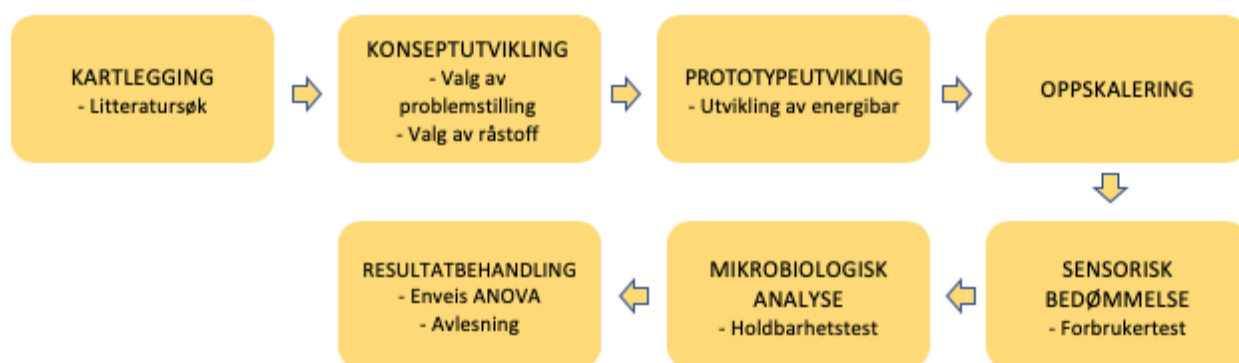 KARTLEGGING
- Litteratursøk
KONSEPTUTVIKLING
- Valg av
problemstilling
- Valg av råstoff
PROTOTYPEUTVIKLING
- Utvikling av energibar
OPPSKALERING
SENSORISK
BEDØMMELSE
- Forbrukertest
MIKROBIOLOGISK
ANALYSE
- Holdbarhetstest
RESULTATBEHANDLING
- Enveis ANOVA
- Avlesning